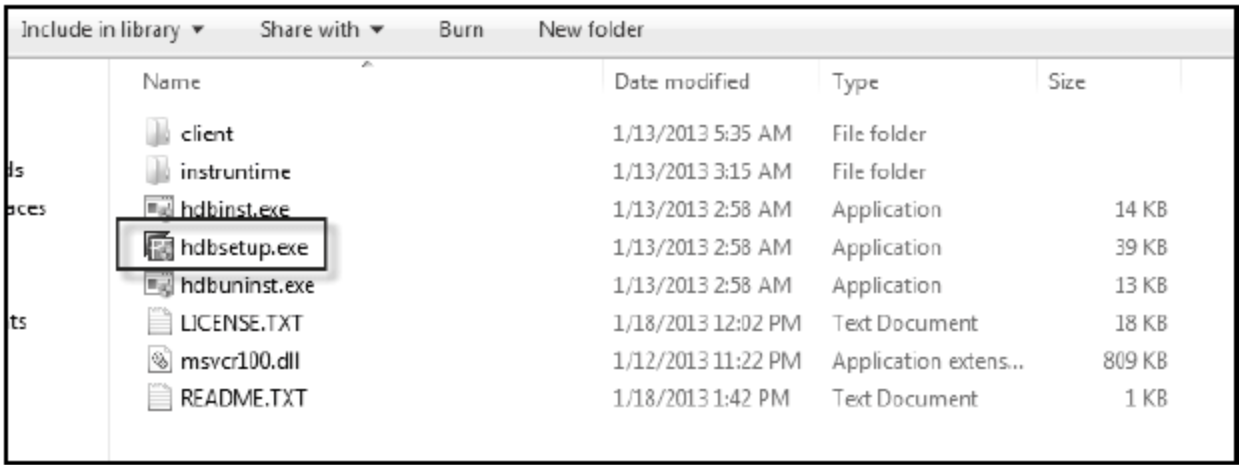 Include in library Share with Burn New folder
Name Date modified Type Size
client 1/13/2013 5:35 AM File folder
ds instruntime 1/13/2013 3:15 AM File folder
aces hdbinst.exe 1/13/2013 2:58 AM Application 14 KB
hdbsetup.exe 1/13/2013 2:58 AM Application 39 KB
hdbuninst.exe 1/13/2013 2:58 AM Application 13 KB
ts LICENSE.TXT 1/18/2013 12:02 PM Text Document 18 KB
msvcr100.dll 1/12/2013 11:22 PM Application extens... 809 KB
README.TXT 1/18/2013 1:42 PM Text Document 1 KB